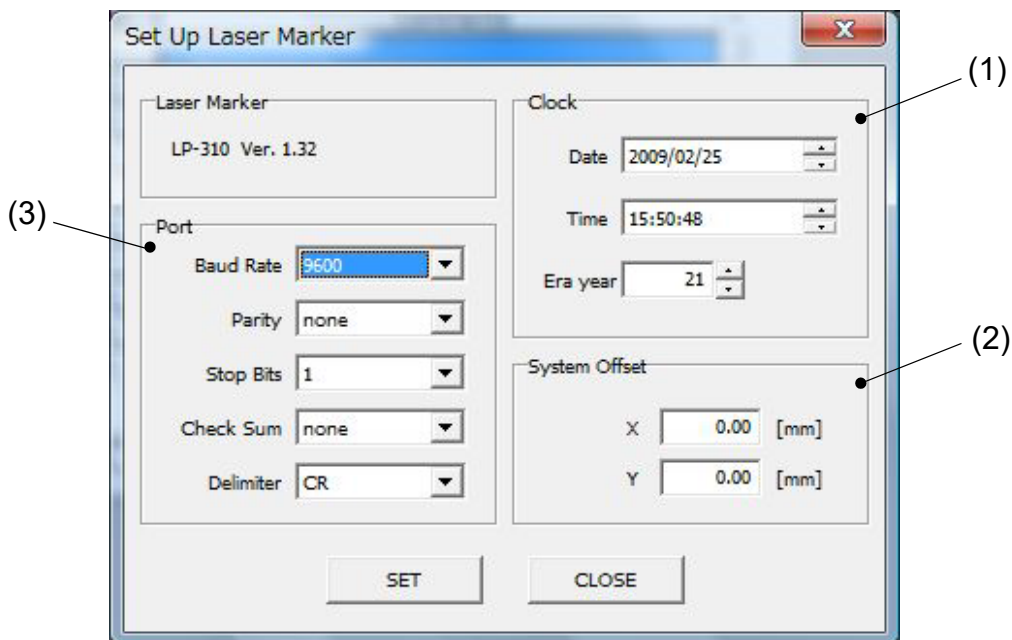 Set Up Laser Marker
X
(1)
Laser Marker
LP-310 Ver. 1.32
Clock
Date 2009/02/25
Time 15:50:48
Era year 21
(3)
Port
Baud Rate 9600
Parity none
Stop Bits 1
Check Sum none
Delimiter CR
(2)
System Offset
X 0.00 [mm]
Y 0.00 [mm]
SET
CLOSE